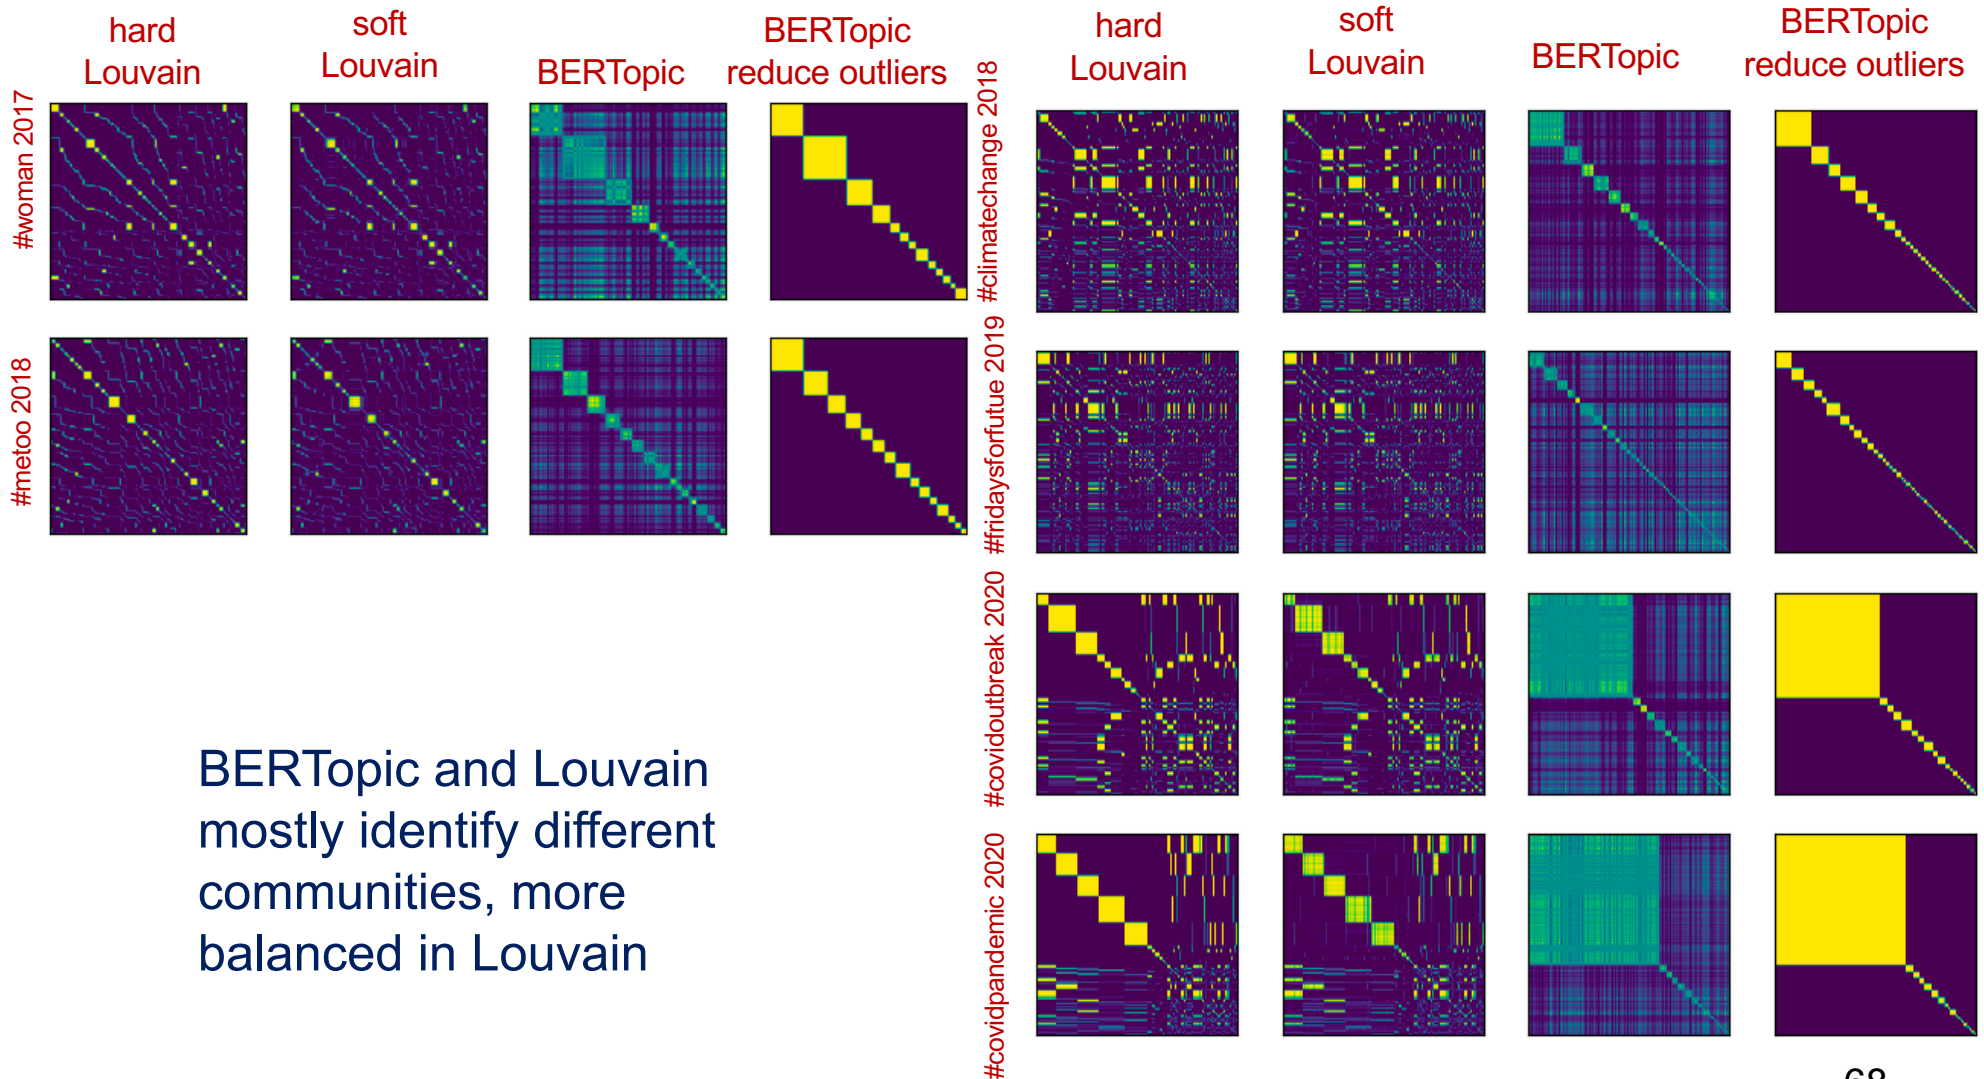 hard
Louvain
soft
Louvain
BERTopic
BERTopic
reduce outliers
#woman 2017
#metoo 2018
hard
Louvain
soft
Louvain
BERTopic
BERTopic
reduce outliers
#climatechange 2018
#fridaysforfutue 2019
#covidoutbreak 2020
#covidpandemic 2020
BERTopic and Louvain
mostly identify different
communities, more
balanced in Louvain
68